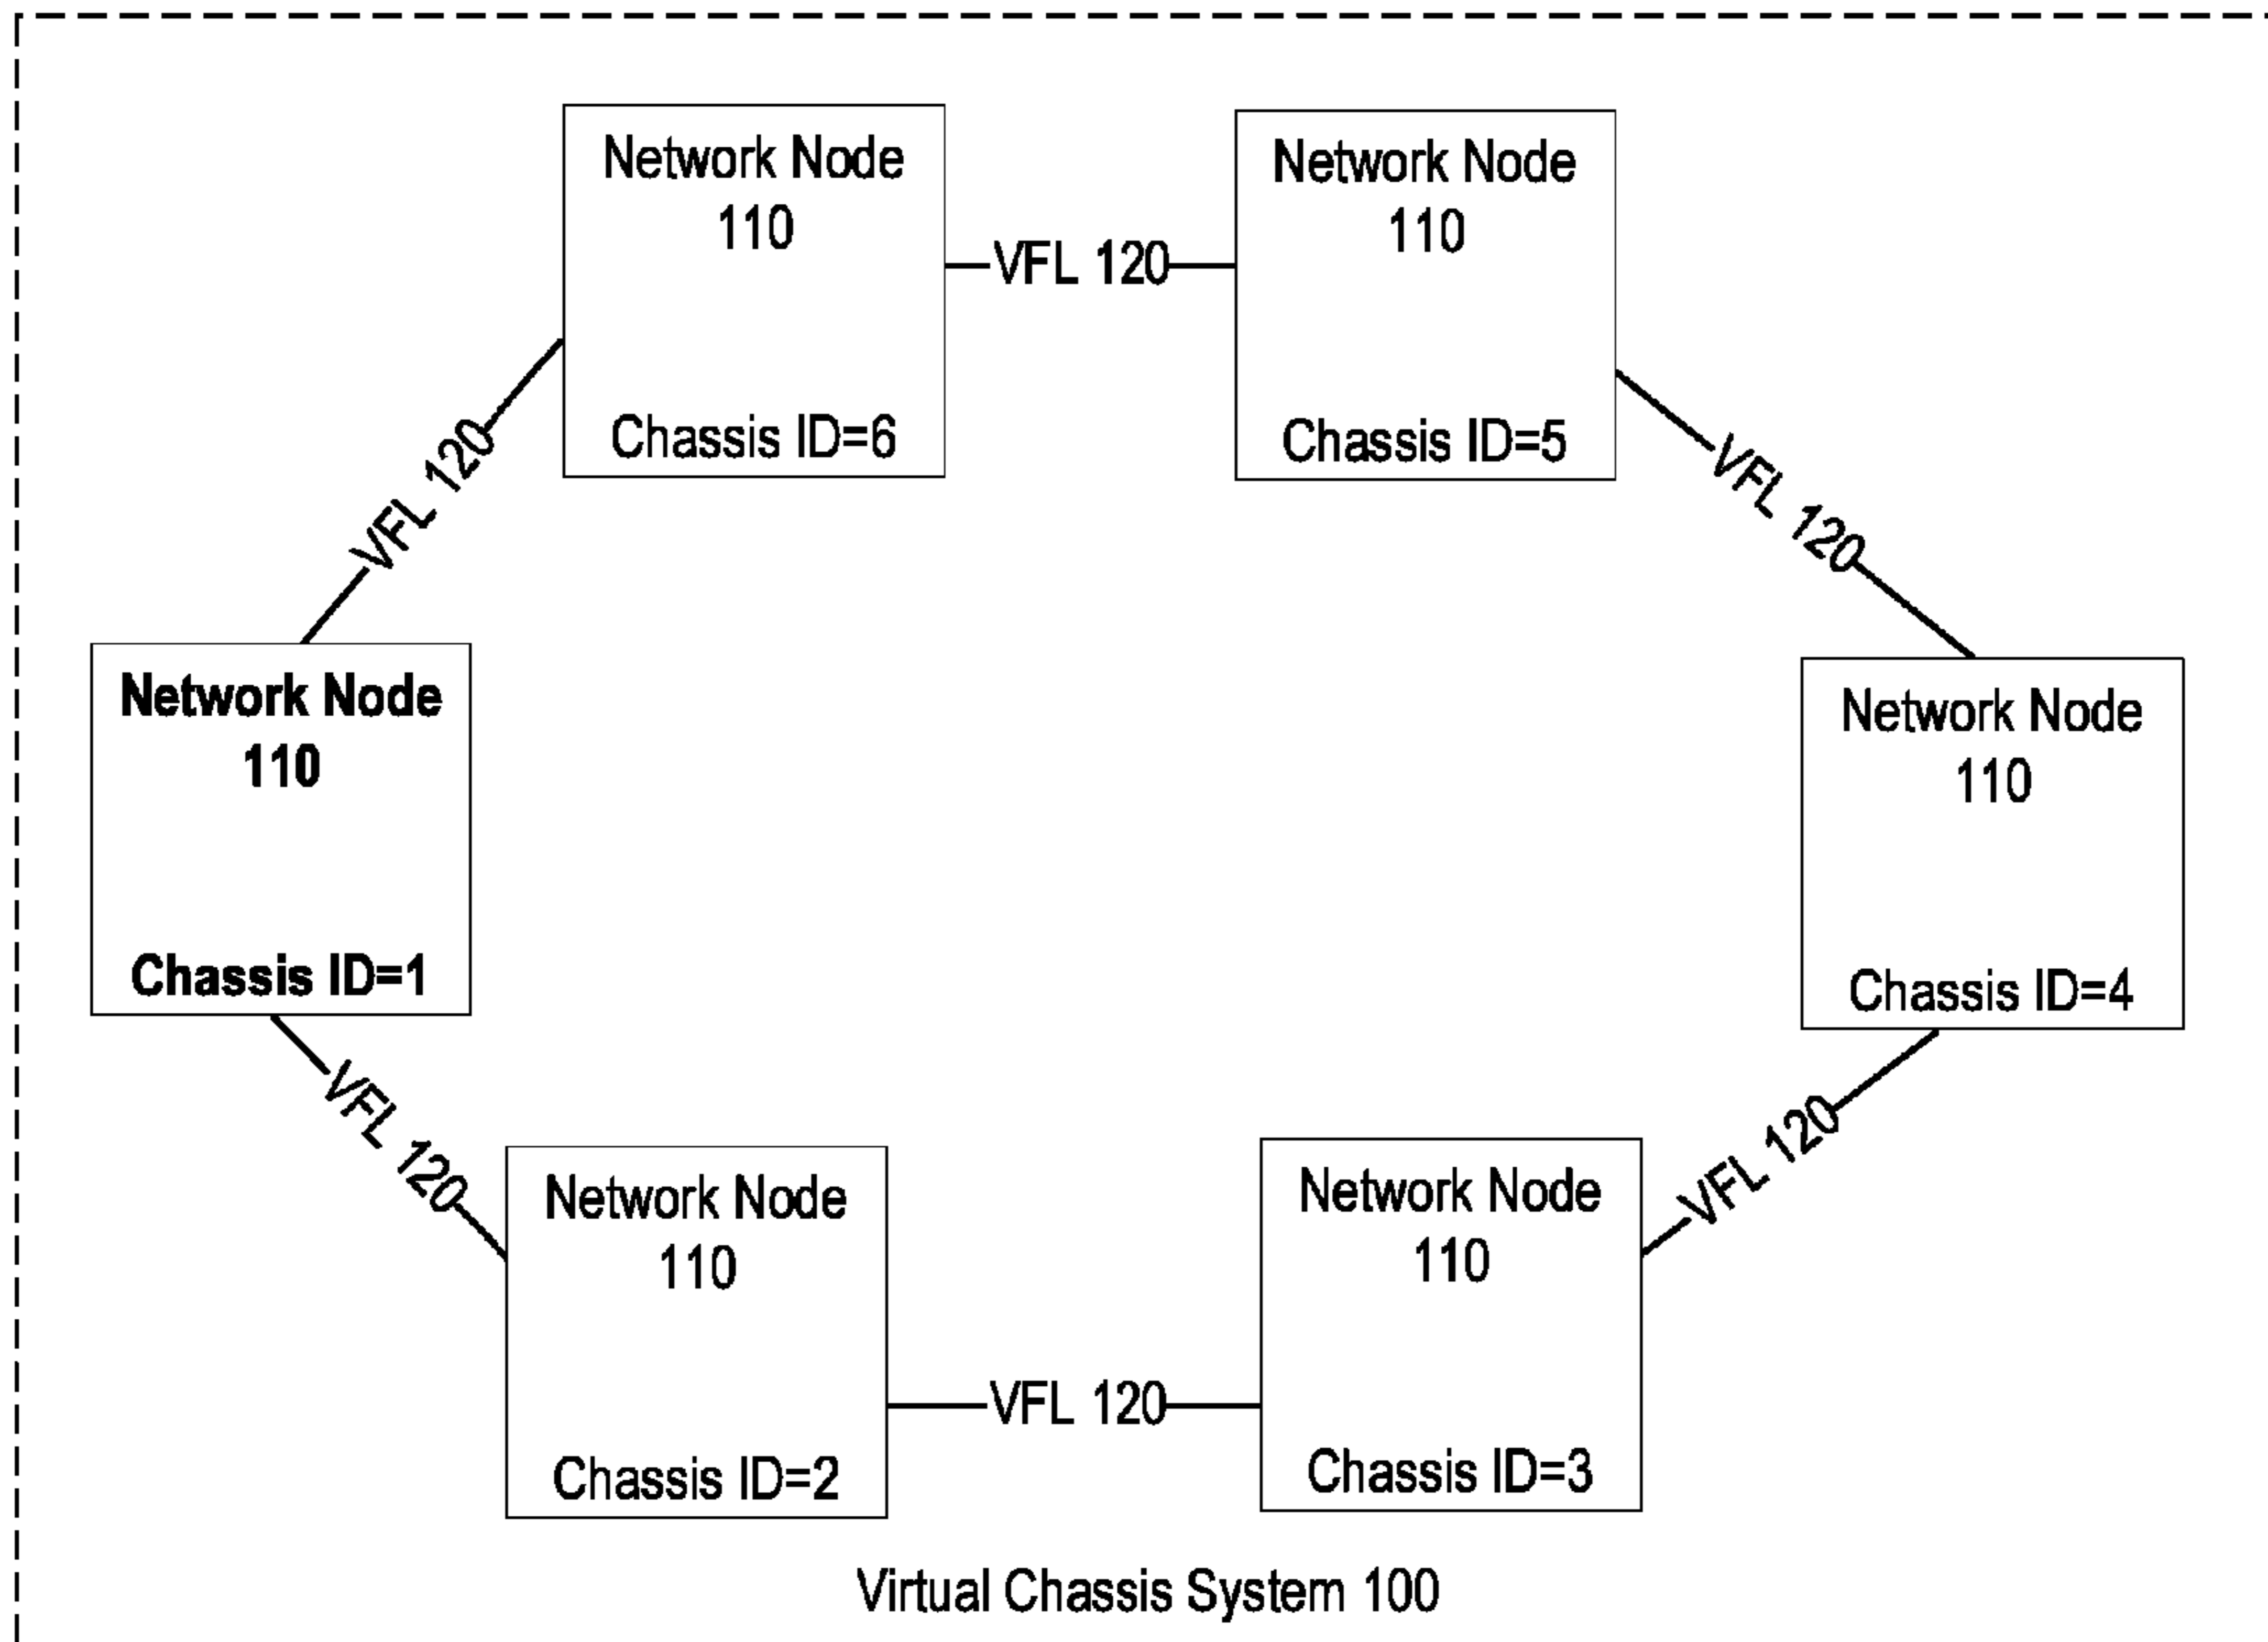 Network Node
110
Chassis ID=6
VFL 120
Network Node
110
Chassis ID=5
VFL 120
VFL 120
Network Node
110
Chassis ID=1
Network Node
110
Chassis ID=4
VFL 120
VFL 120
Network Node
110
Chassis ID=2
VFL 120
Network Node
110
Chassis ID=3
Virtual Chassis System 100